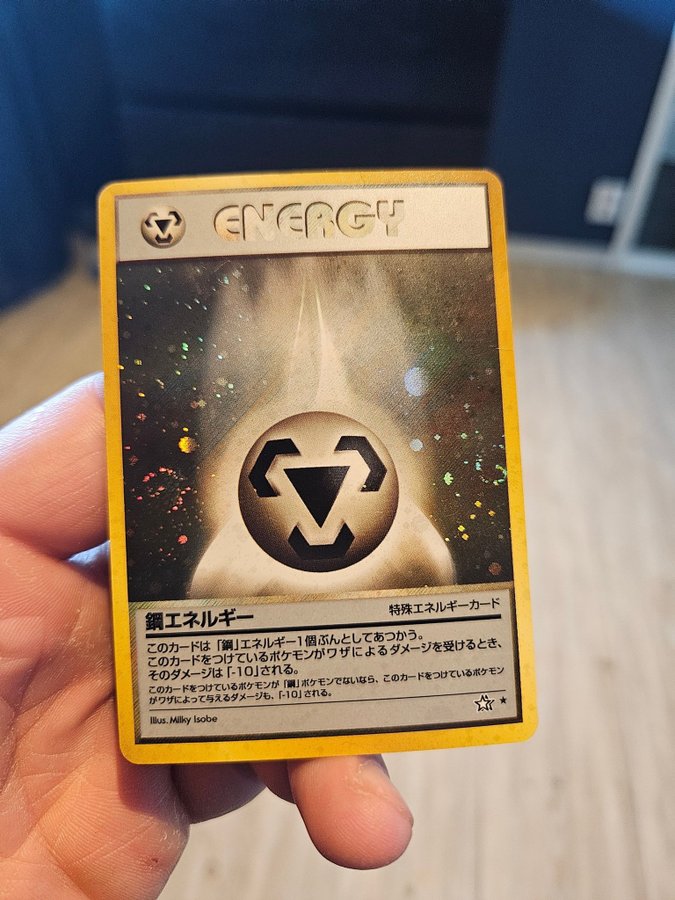 ENERGY
鋼エネルギー
特殊エネルギーカード
このカードは「鋼」エネルギー1個ぶんとしてあつかう。
このカードをつけているポケモンがワザによるダメージを受けるとき、
そのダメージは「-10」される。
このカードをつけているポケモンが「鋼」ポケモンでないなら、このカードをつけているポケモン
がワザによって与えるダメージも、「-10」される。
Illus. Milky Isobe